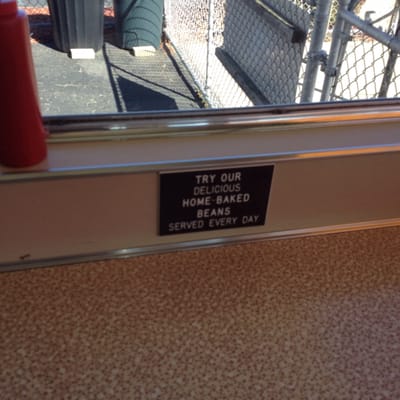 TRY OUR
DELICIOUS
HOME-BAKED
BEANS
SERVED EVERY DAY